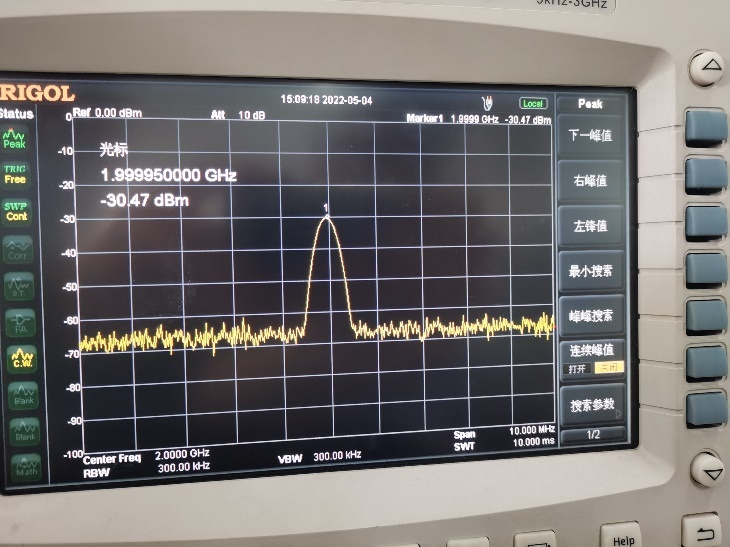 9kHz-3GHz
RIGOL
15:09:18 2022-05-04
Local
Peak
Status
Ref 0.00 dBm
Att 10 dB
Marker1 1.9999 GHz -30.47 dBm
光标
1.999950000 GHz
-30.47 dBm
1
0
-10
-20
-30
-40
-50
-60
-70
-80
-90
-100
Peak
TRIG
Free
SWP
Cont
Corr
S.T.
PA
C.W.
Blank
Blank
Math
下一峰值
右峰值
左锋值
最小搜索
峰峰搜索
连续峰值
打开 关闭
搜索参数
1/2
Center Freq 2.0000 GHz
RBW 300.00 kHz
VBW 300.00 kHz
Span 10.000 MHz
SWT 10.000 ms
Help